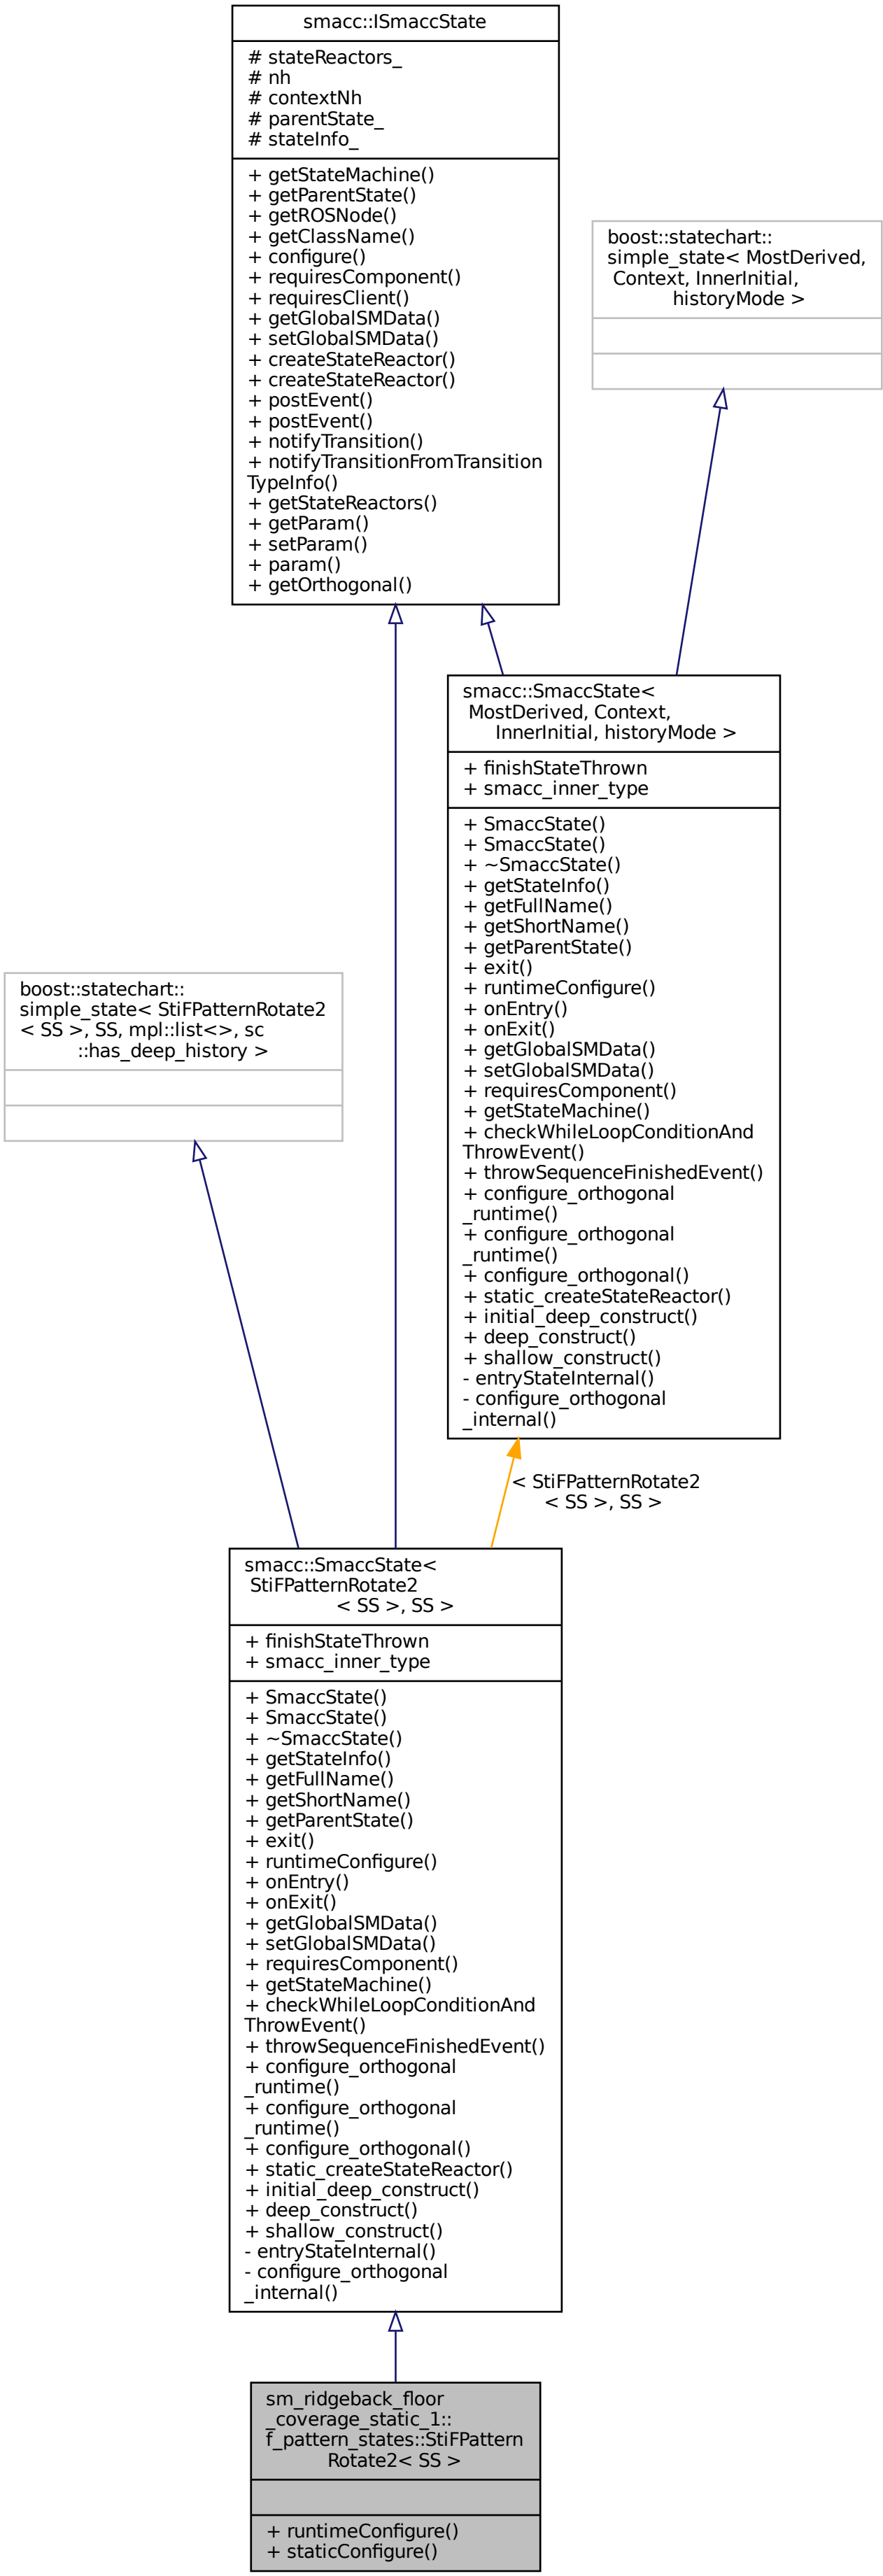 smacc::ISmaccState
# stateReactors_
# nh
# contextNh
# parentState_
# stateInfo_
+ getStateMachine()
+ getParentState()
+ getROSNode()
+ getClassName()
+ configure()
+ requiresComponent()
+ requiresClient()
+ getGlobalSMData()
+ setGlobalSMData()
+ createStateReactor()
+ createStateReactor()
+ postEvent()
+ postEvent()
+ notifyTransition()
+ notifyTransitionFromTransition
TypeInfo()
+ getStateReactors()
+ getParam()
+ setParam()
+ param()
+ getOrthogonal()
boost::statechart::
simple_state< MostDerived,
Context, InnerInitial,
historyMode >
smacc::SmaccState<
MostDerived, Context,
InnerInitial, historyMode >
+ finishStateThrown
+ smacc_inner_type
+ SmaccState()
+ SmaccState()
+ ~SmaccState()
+ getStateInfo()
+ getFullName()
+ getShortName()
+ getParentState()
+ exit()
+ runtimeConfigure()
+ onEntry()
+ onExit()
+ getGlobalSMData()
+ setGlobalSMData()
+ requiresComponent()
+ getStateMachine()
+ checkWhileLoopConditionAnd
ThrowEvent()
+ throwSequenceFinishedEvent()
+ configure_orthogonal
_runtime()
+ configure_orthogonal
_runtime()
+ configure_orthogonal()
+ static_createStateReactor()
+ initial_deep_construct()
+ deep_construct()
+ shallow_construct()
- entryStateInternal()
- configure_orthogonal
_internal()
boost::statechart::
simple_state< StiFPatternRotate2
< SS >, SS, mpl::list<>, sc
::has_deep_history >
< StiFPatternRotate2
< SS >, SS >
smacc::SmaccState<
StiFPatternRotate2
< SS >, SS >
+ finishStateThrown
+ smacc_inner_type
+ SmaccState()
+ SmaccState()
+ ~SmaccState()
+ getStateInfo()
+ getFullName()
+ getShortName()
+ getParentState()
+ exit()
+ runtimeConfigure()
+ onEntry()
+ onExit()
+ getGlobalSMData()
+ setGlobalSMData()
+ requiresComponent()
+ getStateMachine()
+ checkWhileLoopConditionAnd
ThrowEvent()
+ throwSequenceFinishedEvent()
+ configure_orthogonal
_runtime()
+ configure_orthogonal
_runtime()
+ configure_orthogonal()
+ static_createStateReactor()
+ initial_deep_construct()
+ deep_construct()
+ shallow_construct()
- entryStateInternal()
- configure_orthogonal
_internal()
sm_ridgeback_floor
_coverage_static_1::
f_pattern_states::StiFPattern
Rotate2< SS >
+ runtimeConfigure()
+ staticConfigure()